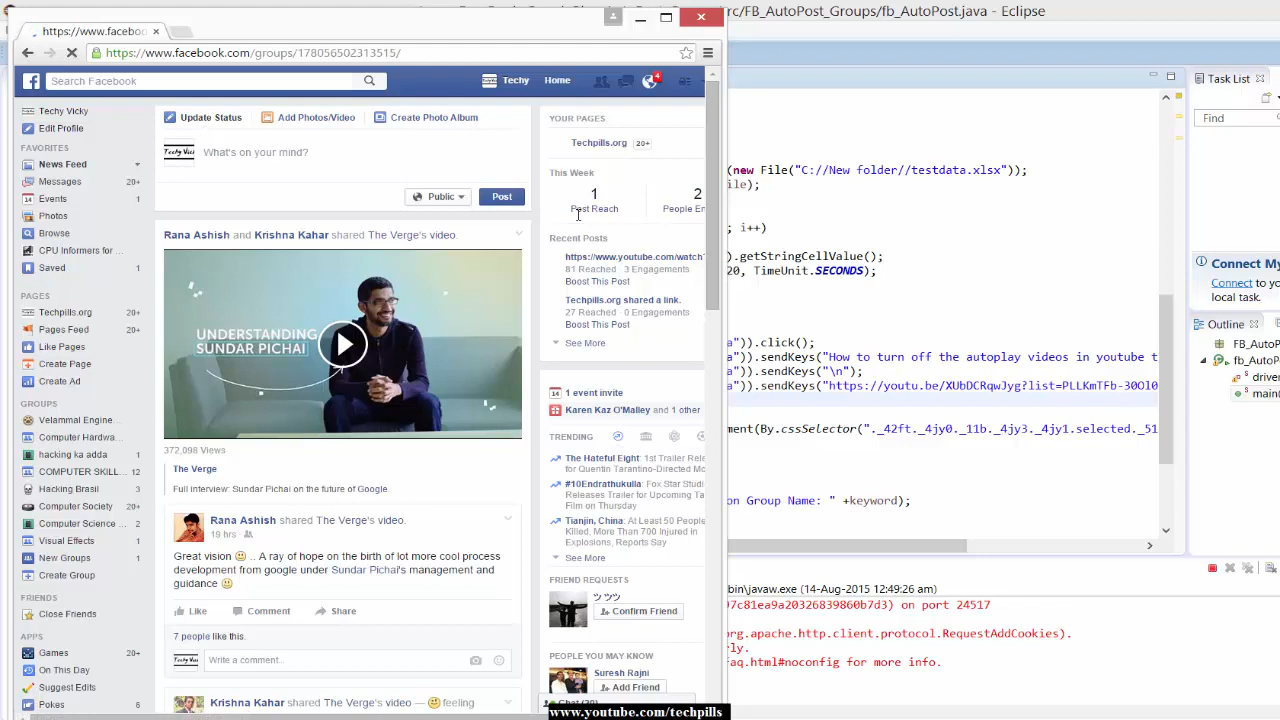 rc/FB_AutoPost_Groups/fb_AutoPost.java - Eclipse
https://www.facebo
https://www.facebook.com/groups/178056502313515/
Search Facebook
Techy
Home
4
Techy Vicky
Edit Profile
FAVORITES
News Feed
Messages 20+
Events 14
Photos
Browse
CPU Informers for ...
Saved 1
PAGES
Techpills.org 20+
Pages Feed 20+
Like Pages
Create Page
Create Ad
GROUPS
Velammal Engine...
Computer Hardwa...
hacking ka adda 1
COMPUTER SKILL... 20+
Hacking Brasil 1
Computer Society 20+
Computer Science ...
Visual Effects 1
New Groups 1
Create Group
FRIENDS
Close Friends
APPS
Games 20+
On This Day
Suggest Edits
Pokes 6
Update Status
Add Photos/Video
Create Photo Album
Techy Vicky
What's on your mind?
Public
Post
Rana Ashish and Krishna Kahar shared The Verge's video.
UNDERSTANDING
SUNDAR PICHAI
372,098 Views
The Verge
Full interview: Sundar Pichai on the future of Google
Rana Ashish shared The Verge's video.
19 hrs
Great vision .. A ray of hope on the birth of lot more cool process
development from google under Sundar Pichai's management and
guidance
Like Comment Share
7 people like this.
Techy Vicky
Write a comment...
Krishna Kahar shared The Verge's video — feeling
YOUR PAGES
Techpills.org 20+
This Week
1
Post Reach
2
People En
Recent Posts
https://www.youtube.com/watch?
81 Reached · 3 Engagements
Boost This Post
Techpills.org shared a link.
27 Reached · 0 Engagements
Boost This Post
See More
14 1 event invite
Karen Kaz O'Malley and 1 other
TRENDING
The Hateful Eight: 1st Trailer Rele
for Quentin Tarantino-Directed Mo
#10Endrathukulla: Fox Star Studi
Releases Trailer for Upcoming Ta
Film on Thursday
Tianjin, China: At Least 50 People
Killed, More Than 700 Injured in
Explosions, Reports Say
See More
FRIEND REQUESTS
ツ ツツ
Confirm Friend
PEOPLE YOU MAY KNOW
Suresh Rajni
Add Friend
(new File("C://New folder//testdata.xlsx"));
ile);
; i++)
).getStringCellValue();
20, TimeUnit.SECONDS);
a")).click();
a")).sendKeys("How to turn off the autoplay videos in youtube t
a")).sendKeys("\n");
a")).sendKeys("https://youtu.be/XUbDCRqwJyg?list=PLLKmTFb-30Ol0
ment(By.cssSelector("._42ft._4jy0._11b._4jy3._4jy1.selected._51
on Group Name: " +keyword);
Task List
Find
Connect My
Connect to yo
local task.
Outline
FB_AutoP
fb_AutoP
drive
main(
bin\javaw.exe (14-Aug-2015 12:49:26 am)
07c81ea9a20326839860b7d3) on port 24517
org.apache.http.client.protocol.RequestAddCookies).
ly.
faq.html#noconfig for more info.
www.youtube.com/techpills